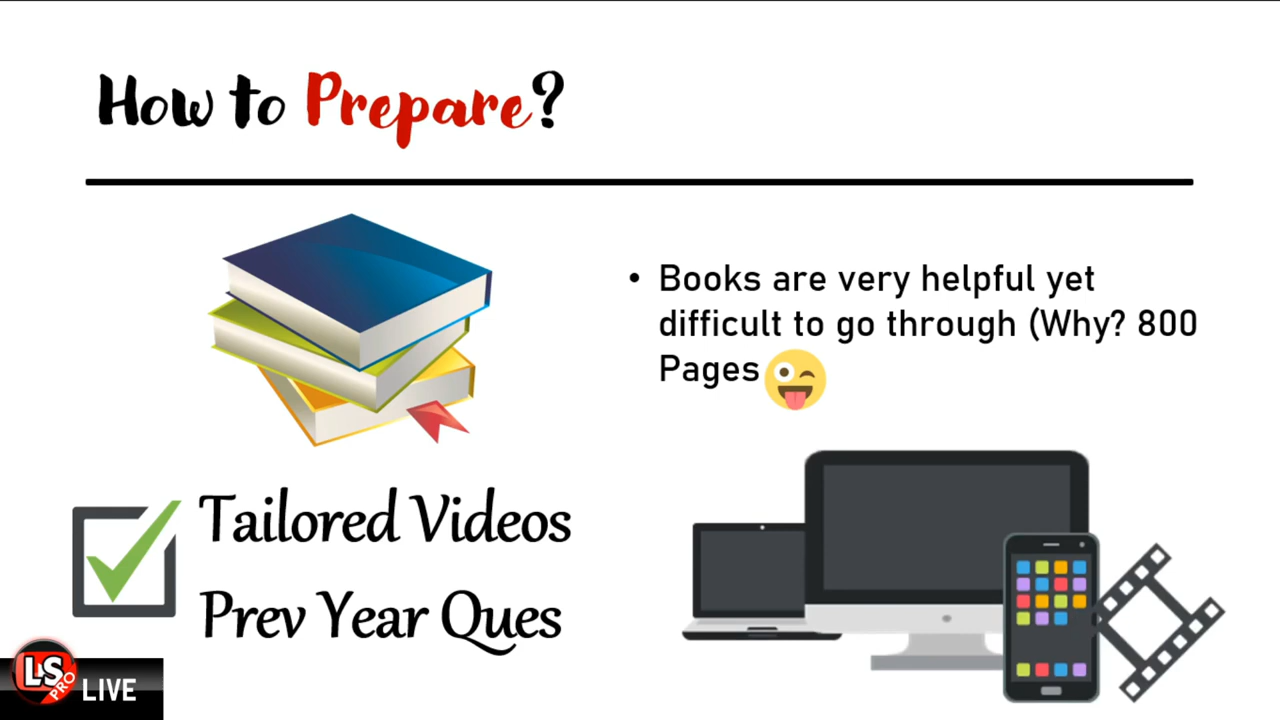 How to Prepare?
• Books are very helpful yet
difficult to go through (Why? 800
Pages😜
Tailored Videos
Prev Year Ques
LS
PRO
LIVE